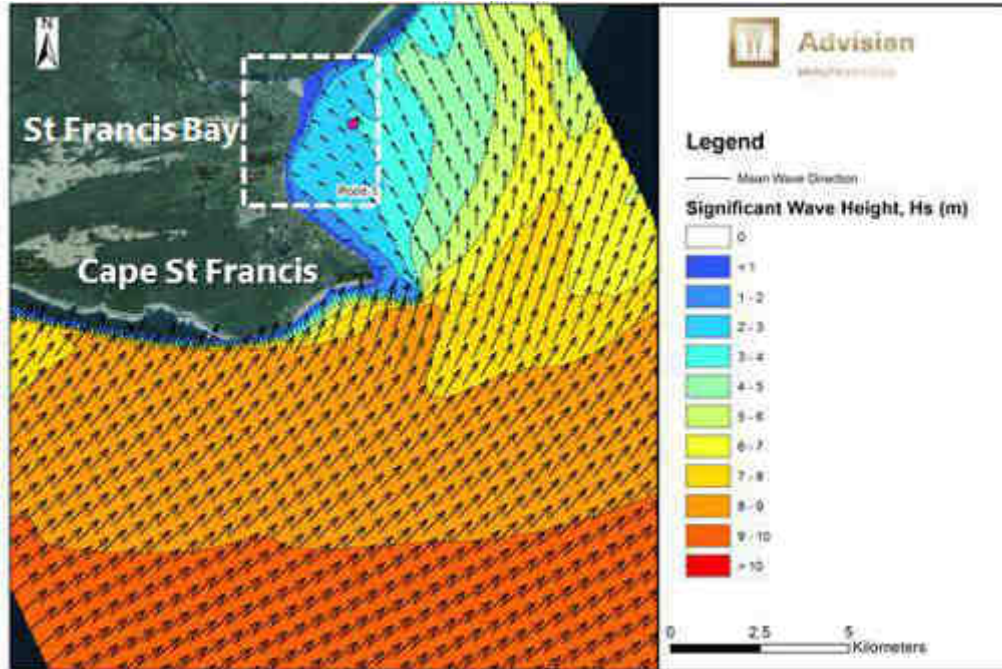 N
St Francis Bay
Cape St Francis
Advisian
Legend
Mean Wave Direction
Significant Wave Height, Hs (m)
0
< 1
1 - 2
2 - 3
3 - 4
4 - 5
5 - 6
6 - 7
7 - 8
8 - 9
9 - 10
> 10
0 2,5 5
Kilometers